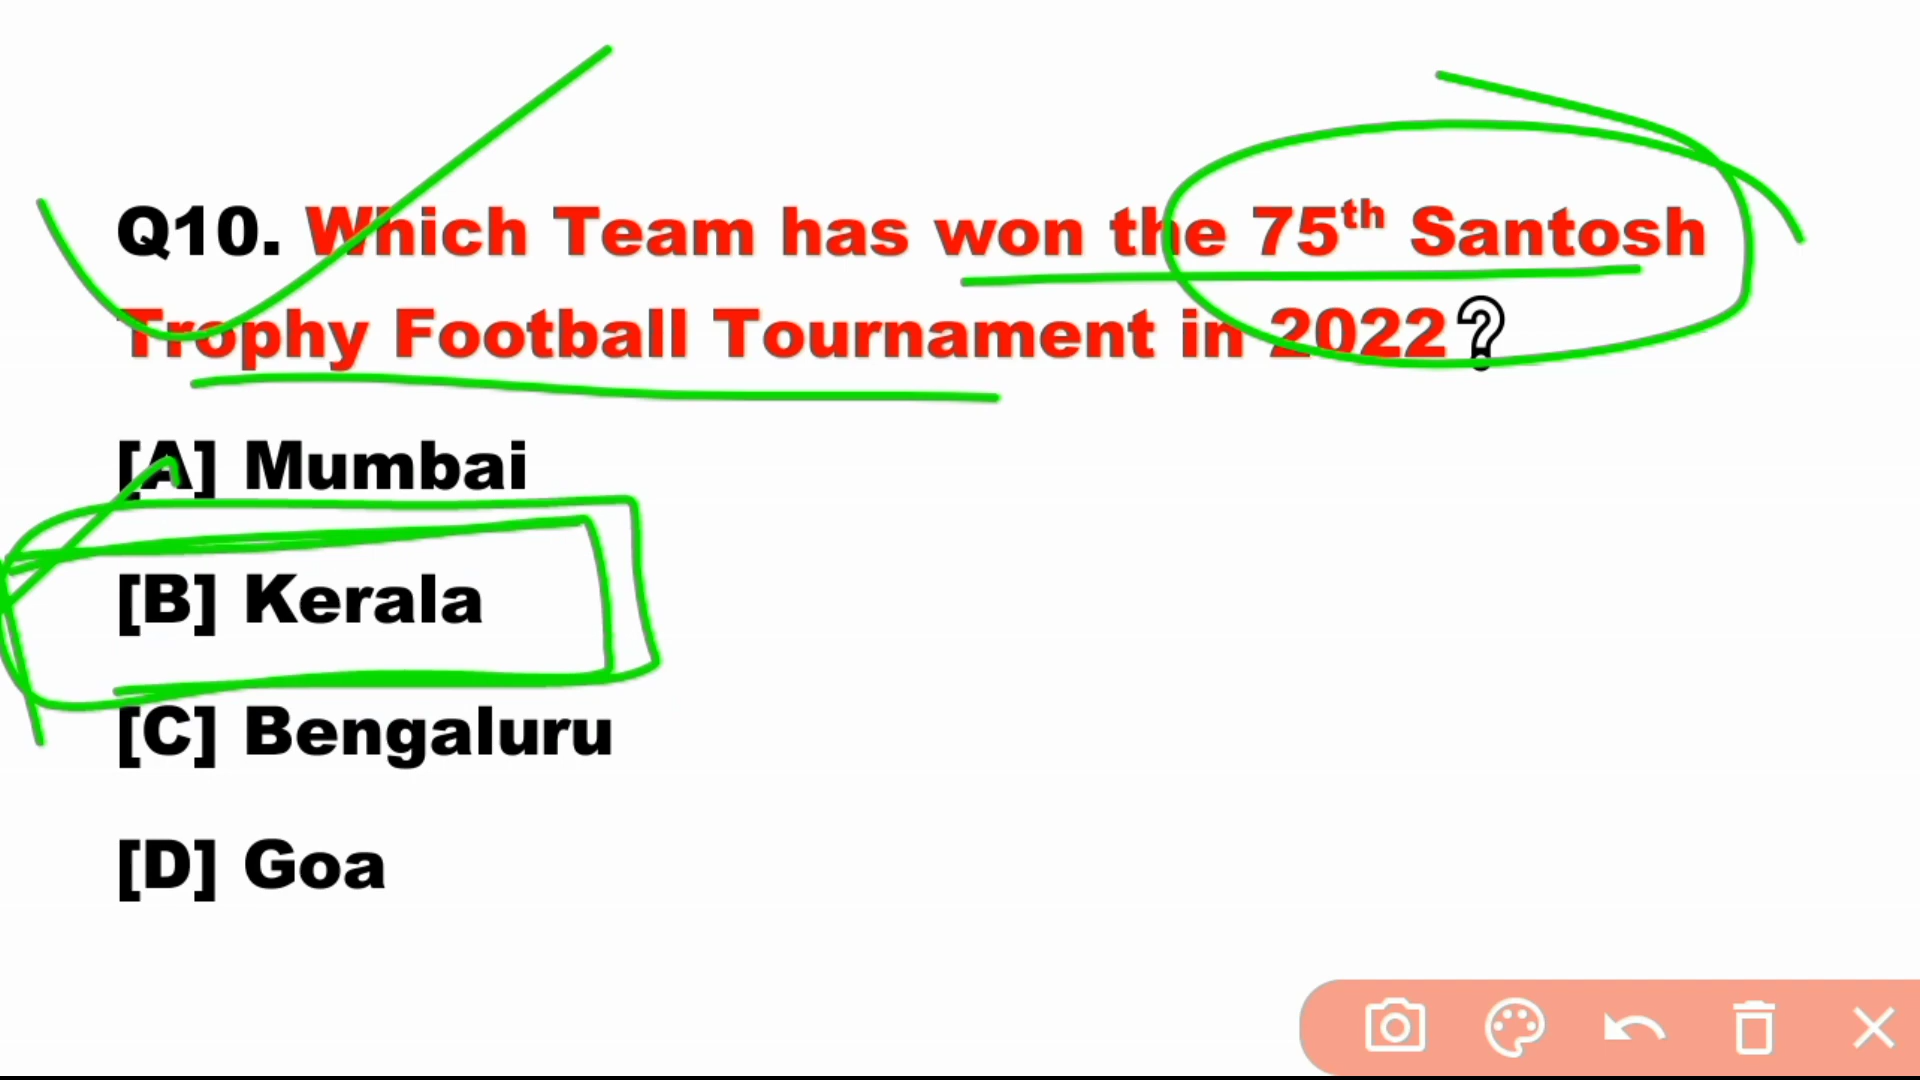 Q10. Which Team has won the 75th Santosh
Trophy Football Tournament in 2022?
[A] Mumbai
[B] Kerala
[C] Bengaluru
[D] Goa